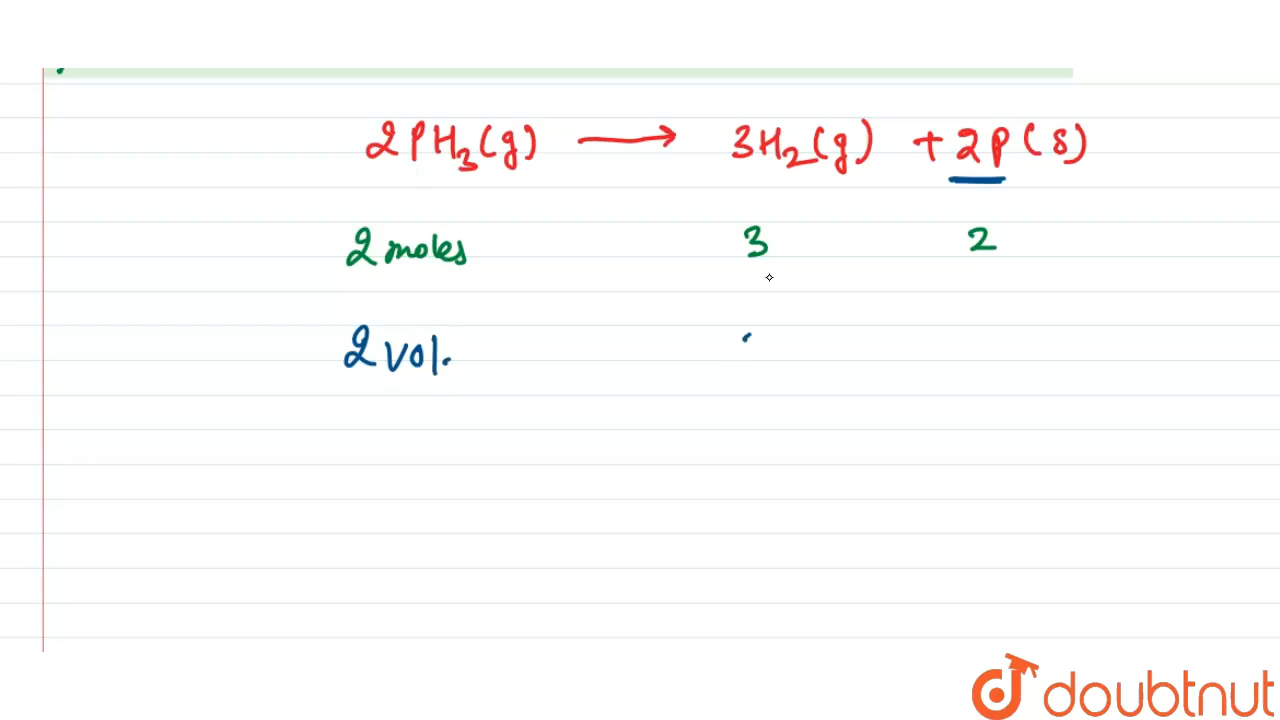 2PH3(g) ⟶ 3H2(g) + 2P(s)
2 moles 3 2
2 vol.
doubtnut